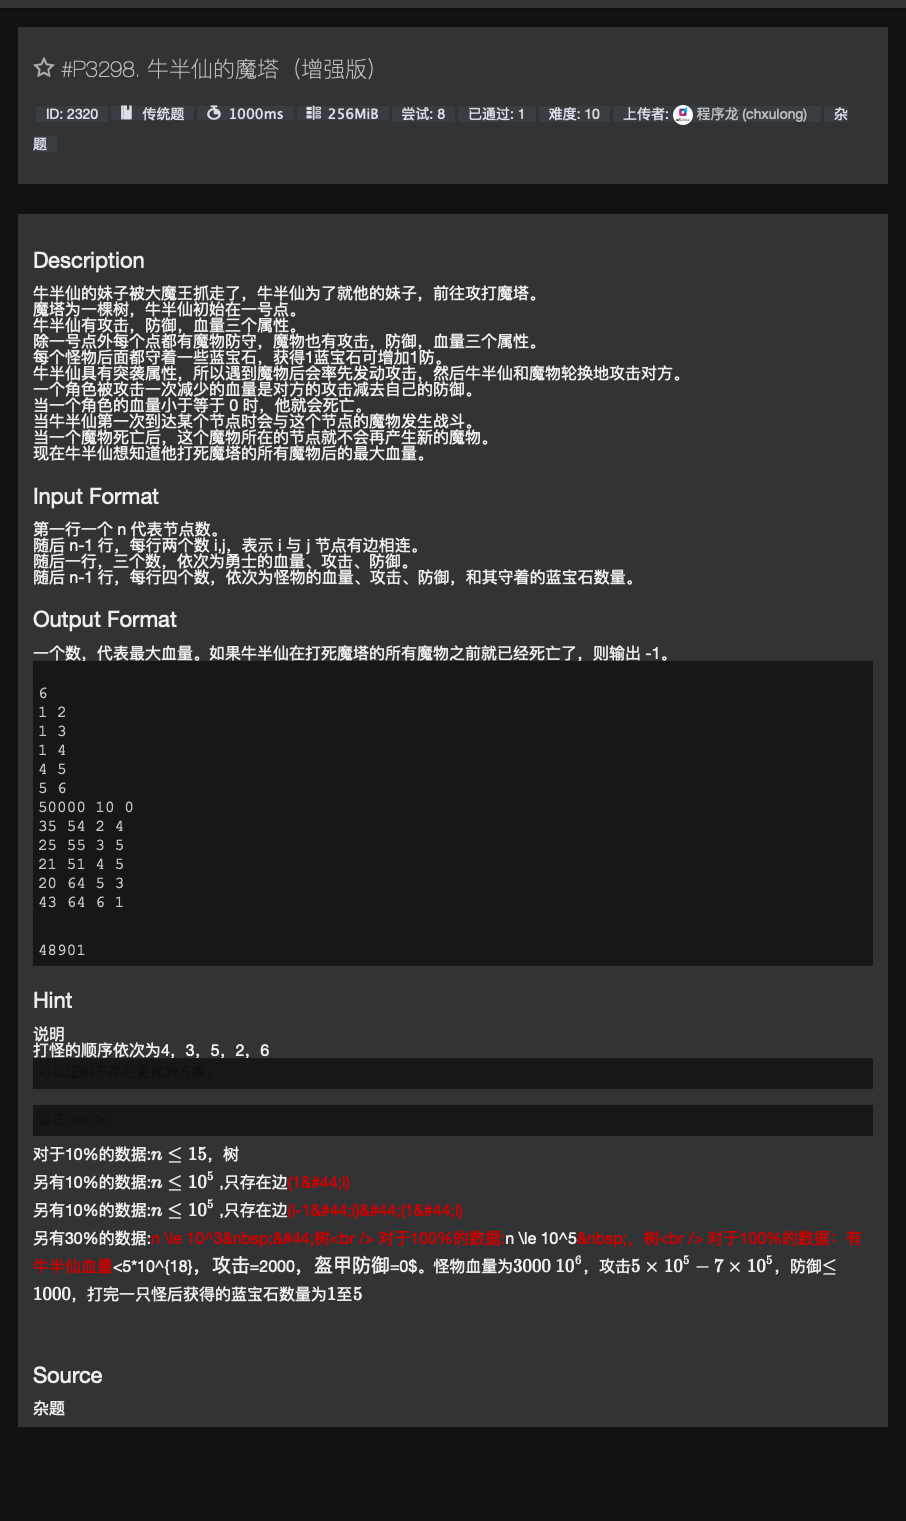 #P3298. 牛半仙的魔塔（增强版）
ID: 2320 传统题 1000ms 256MiB 尝试: 8 已通过: 1 难度: 10 上传者: 程序龙 (chxulong) 杂
题
Description
牛半仙的妹子被大魔王抓走了，牛半仙为了就他的妹子，前往攻打魔塔。
魔塔为一棵树，牛半仙初始在一号点。
牛半仙有攻击，防御，血量三个属性。
除一号点外每个点都有魔物防守，魔物也有攻击，防御，血量三个属性。
每个怪物后面都守着一些蓝宝石，获得1蓝宝石可增加1防。
牛半仙具有突袭属性，所以遇到魔物后会率先发动攻击，然后牛半仙和魔物轮换地攻击对方。
一个角色被攻击一次减少的血量是对方的攻击减去自己的防御。
当一个角色的血量小于等于 0 时，他就会死亡。
当牛半仙第一次到达某个节点时会与这个节点的魔物发生战斗。
当一个魔物死亡后，这个魔物所在的节点就不会再产生新的魔物。
现在牛半仙想知道他打死魔塔的所有魔物后的最大血量。
Input Format
第一行一个 n 代表节点数。
随后 n-1 行，每行两个数 i,j，表示 i 与 j 节点有边相连。
随后一行，三个数，依次为勇士的血量、攻击、防御。
随后 n-1 行，每行四个数，依次为怪物的血量、攻击、防御，和其守着的蓝宝石数量。
Output Format
一个数，代表最大血量。如果牛半仙在打死魔塔的所有魔物之前就已经死亡了，则输出 -1。
6
1 2
1 3
1 4
4 5
5 6
50000 10 0
35 54 2 4
25 55 3 5
21 51 4 5
20 64 5 3
43 64 6 1
48901
Hint
说明
打怪的顺序依次为4，3，5，2，6
可以证明不存在更优的方案。
备注:<br />
对于10%的数据:n ≤ 15，树
另有10%的数据:n ≤ 10^5 ,只存在边(1&#44;i)
另有10%的数据:n ≤ 10^5 ,只存在边(i-1&#44;i)&#44;(1&#44;i)
另有30%的数据:n \le 10^3&nbsp;&#44;树<br /> 对于100%的数据:n \le 10^5&nbsp;，树<br /> 对于100%的数据：有
牛半仙血量<5*10^{18}，攻击=2000，盔甲防御=0$。怪物血量为3000 10^6，攻击5 × 10^5 − 7 × 10^5，防御≤
1000，打完一只怪后获得的蓝宝石数量为1至5
Source
杂题